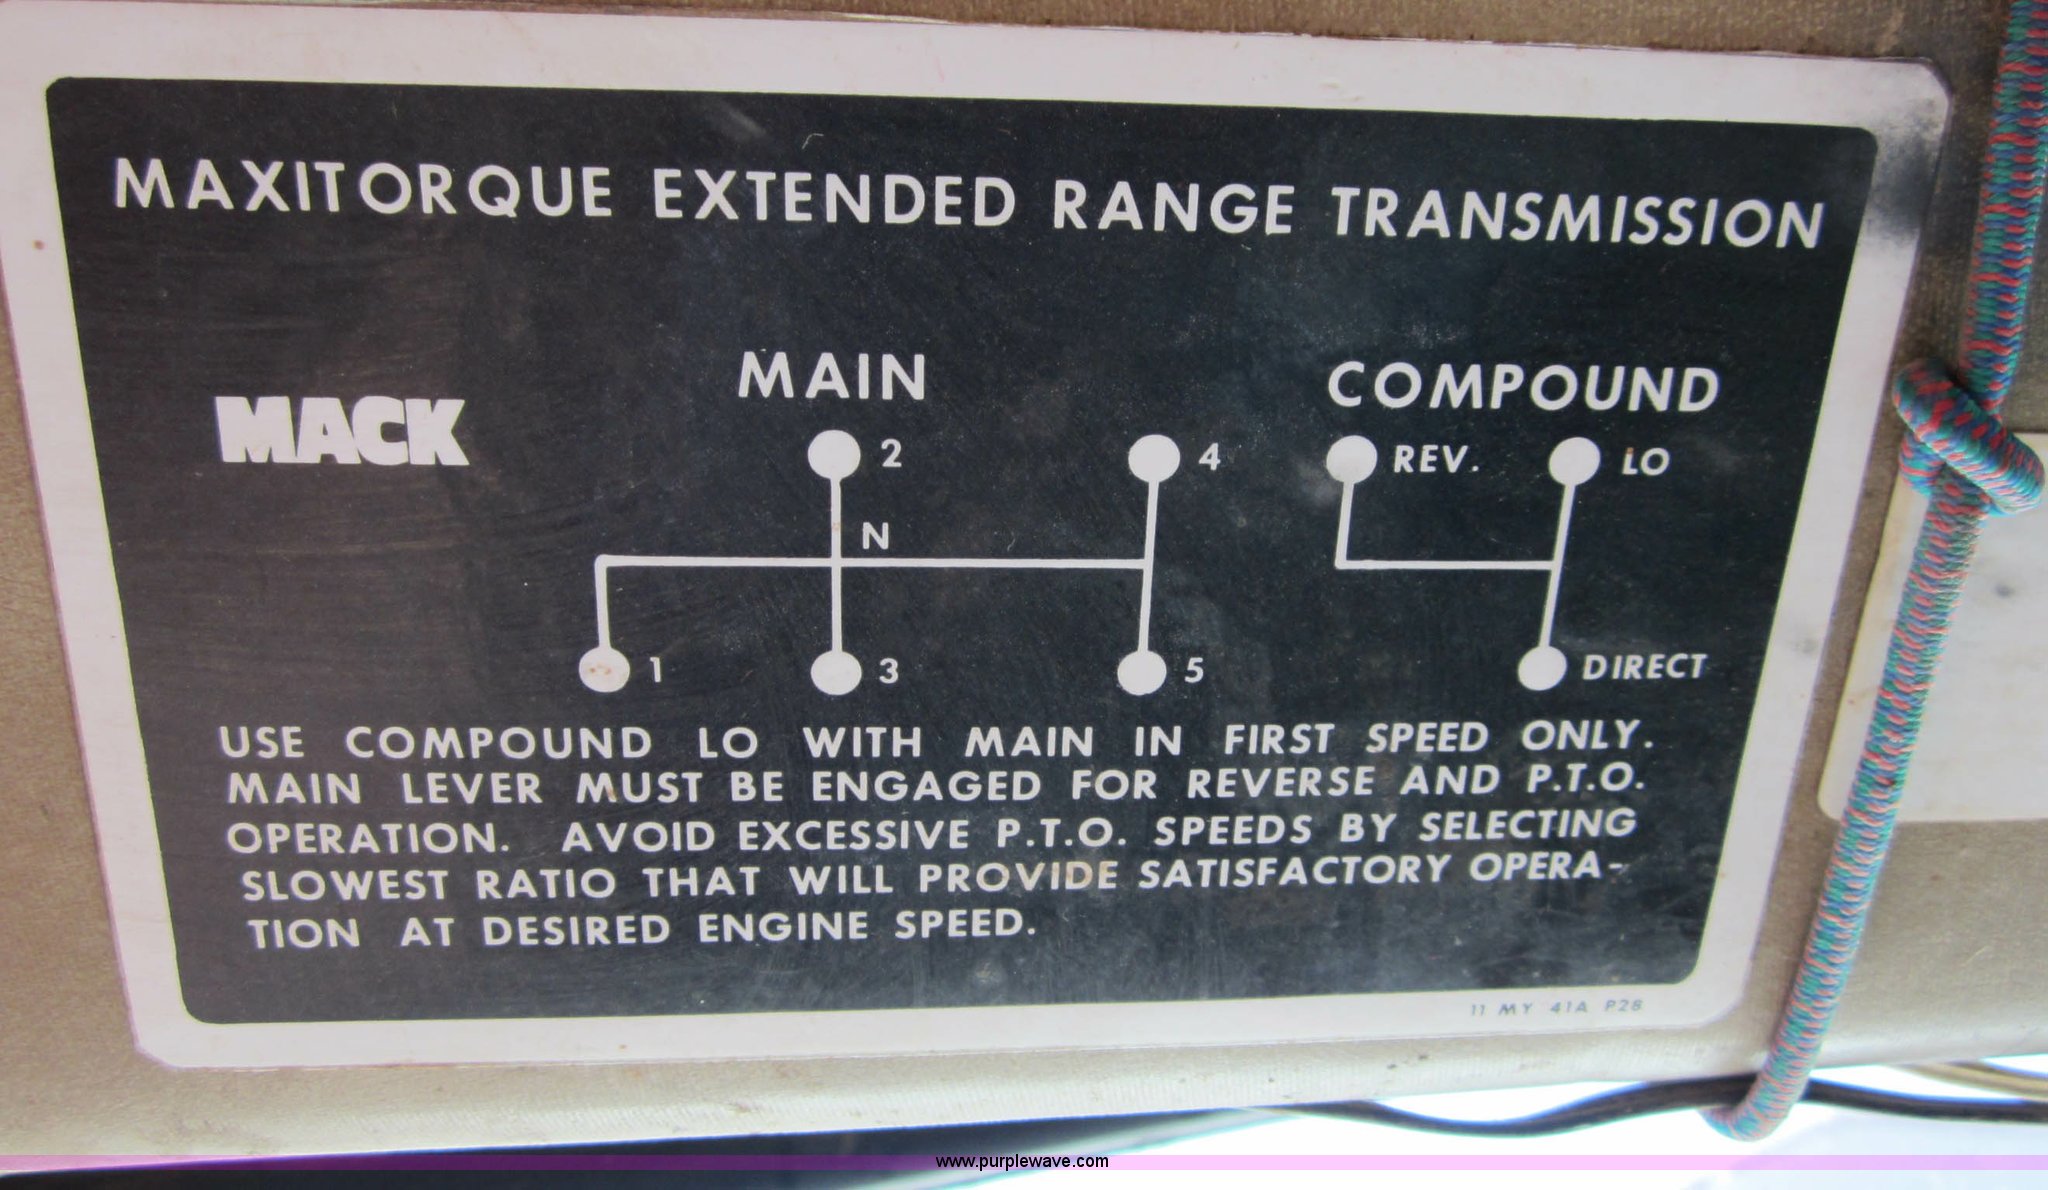 MAXITORQUE EXTENDED RANGE TRANSMISSION
MACK
MAIN
2
4
N
1
3
5
COMPOUND
REV.
LO
DIRECT
USE COMPOUND LO WITH MAIN IN FIRST SPEED ONLY.
MAIN LEVER MUST BE ENGAGED FOR REVERSE AND P.T.O.
OPERATION. AVOID EXCESSIVE P.T.O. SPEEDS BY SELECTING
SLOWEST RATIO THAT WILL PROVIDE SATISFACTORY OPERA-
TION AT DESIRED ENGINE SPEED.
11 MY 41A P28
www.purplewave.com